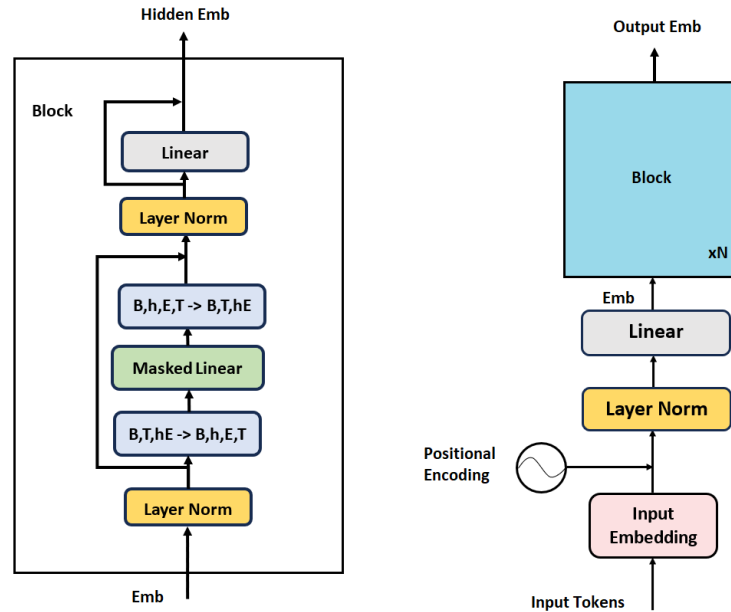 Hidden Emb
Block
Linear
Layer Norm
B,h,E,T -> B,T,hE
Masked Linear
B,T,hE -> B,h,E,T
Layer Norm
Emb
Output Emb
Block
xN
Emb
Linear
Layer Norm
Positional
Encoding
Input
Embedding
Input Tokens